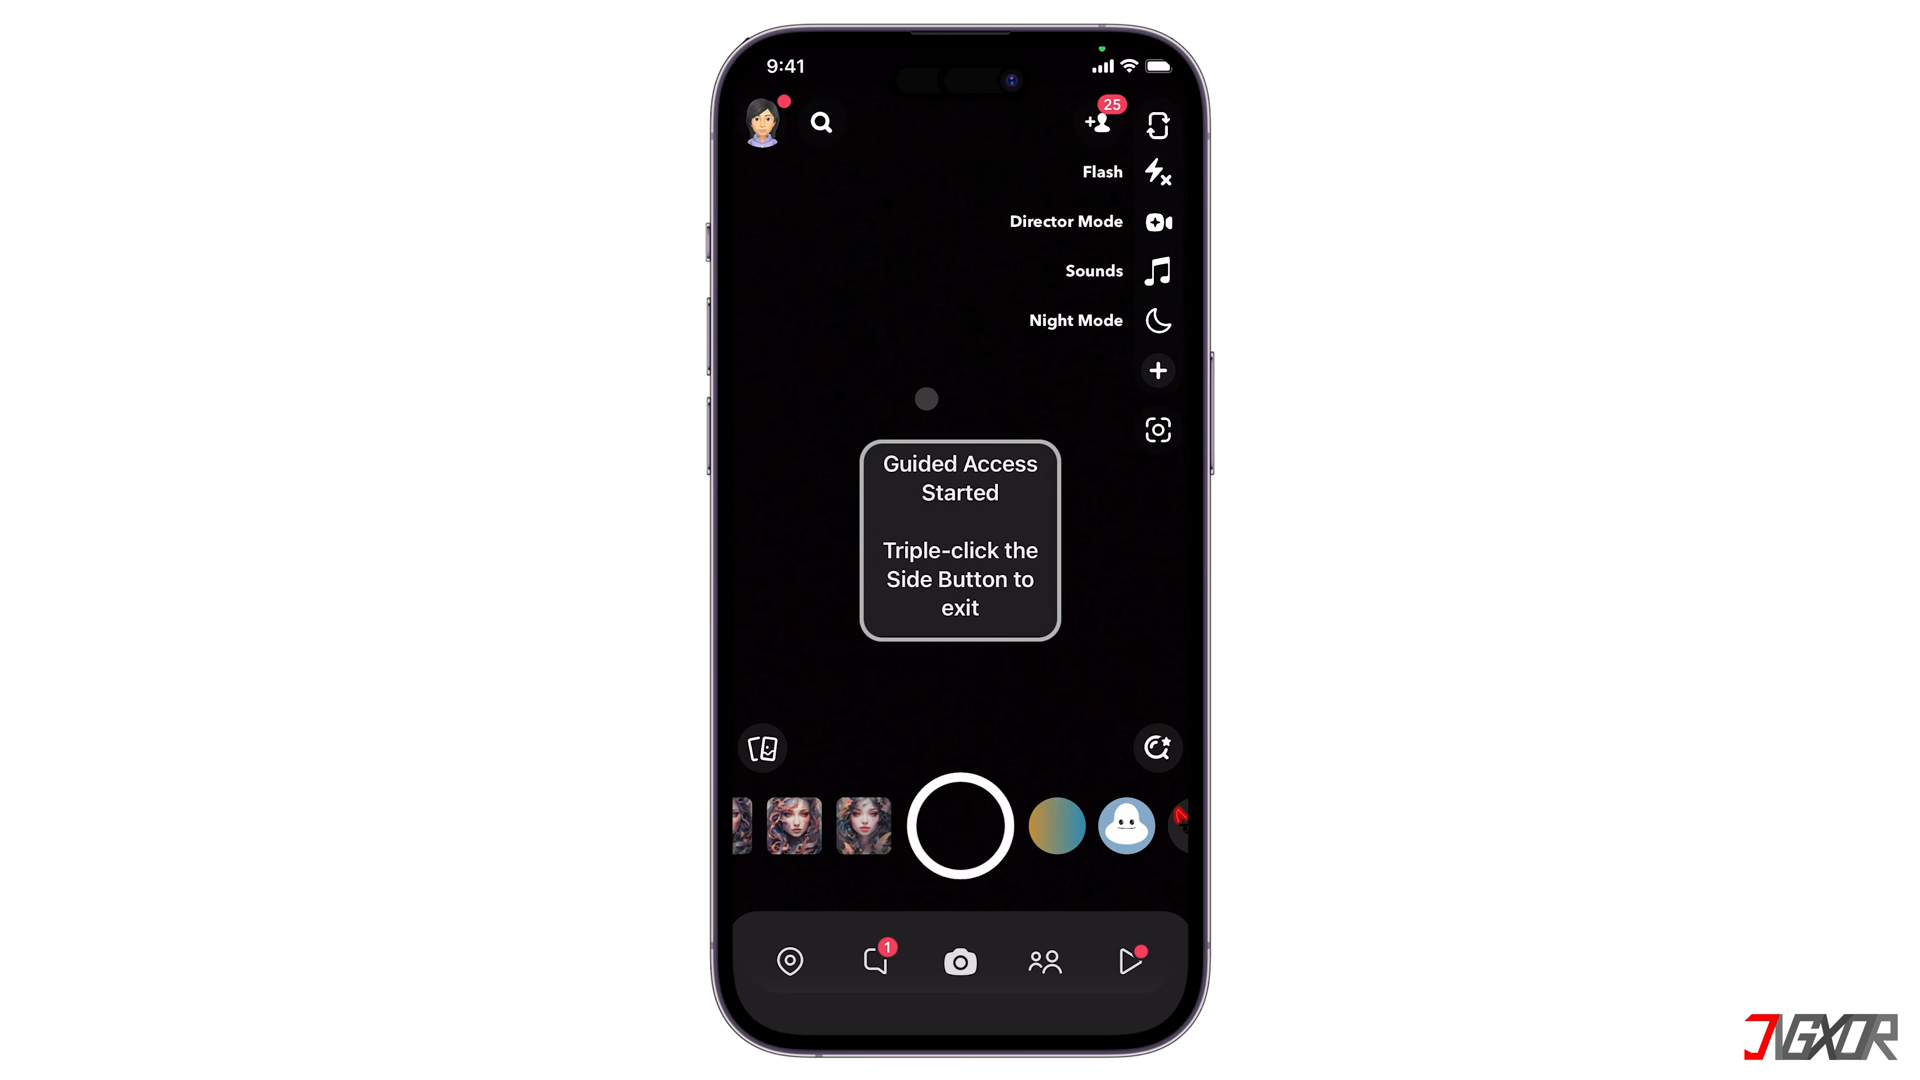 9:41
25
Flash
Director Mode
Sounds
Night Mode
Guided Access
Started
Triple-click the
Side Button to
exit
1
JIGXOR